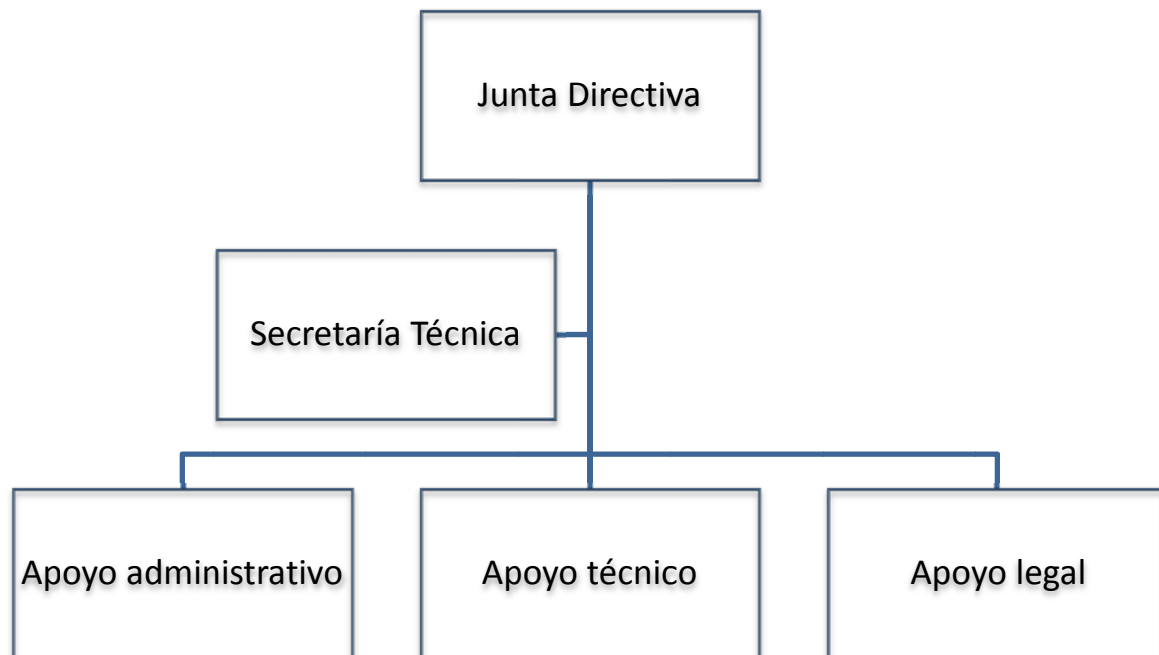 Junta Directiva
Secretaría Técnica
Apoyo administrativo
Apoyo técnico
Apoyo legal